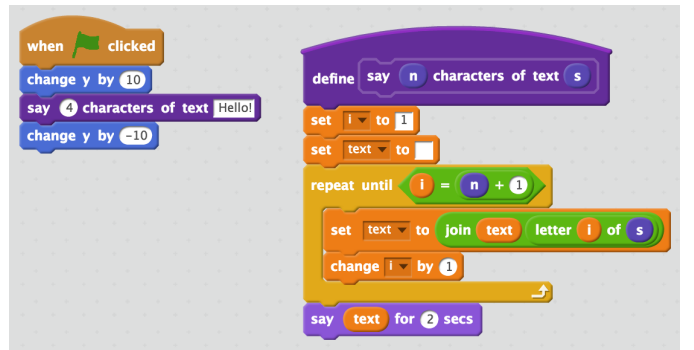 when clicked
change y by 10
say 4 characters of text Hello!
change y by -10
define say n characters of text s
set i to 1
set text to
repeat until i = n + 1
set text to join text letter i of s
change i by 1
say text for 2 secs